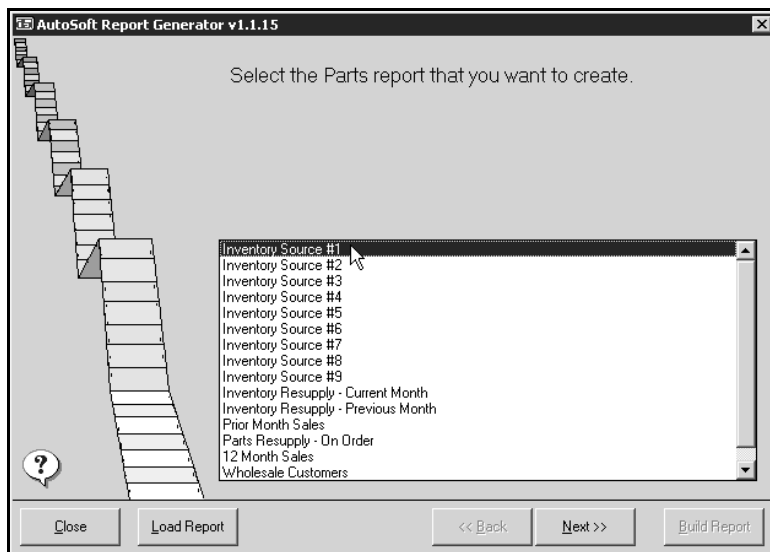 AutoSoft Report Generator v1.1.15
Select the Parts report that you want to create.
Inventory Source #1
Inventory Source #2
Inventory Source #3
Inventory Source #4
Inventory Source #5
Inventory Source #6
Inventory Source #7
Inventory Source #8
Inventory Source #9
Inventory Resupply - Current Month
Inventory Resupply - Previous Month
Prior Month Sales
Parts Resupply - On Order
12 Month Sales
Wholesale Customers
?
Close Load Report << Back Next >> Build Report